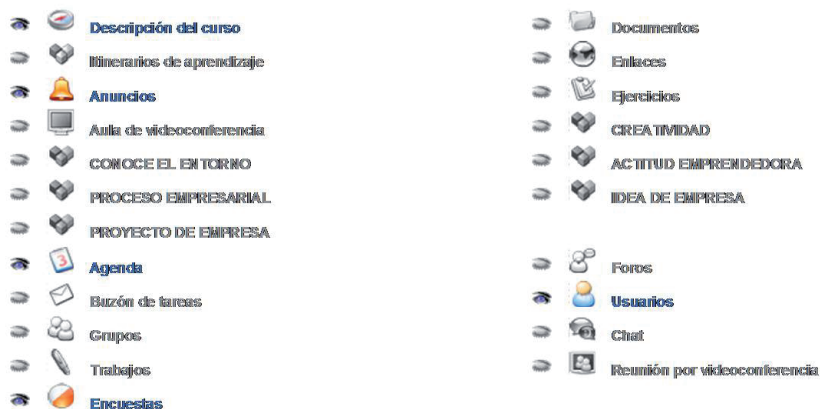 Descripción del curso
Documentos
Itinerarios de aprendizaje
Enlaces
Anuncios
Ejercicios
Aula de videoconferencia
CREATIVIDAD
CONOCE EL ENTORNO
ACTITUD EMPRENDEDORA
PROCESO EMPRESARIAL
IDEA DE EMPRESA
PROYECTO DE EMPRESA
3
Agenda
Foros
Buzón de tareas
Usuarios
Grupos
Chat
Trabajos
Reunión por videoconferencia
Encuestas